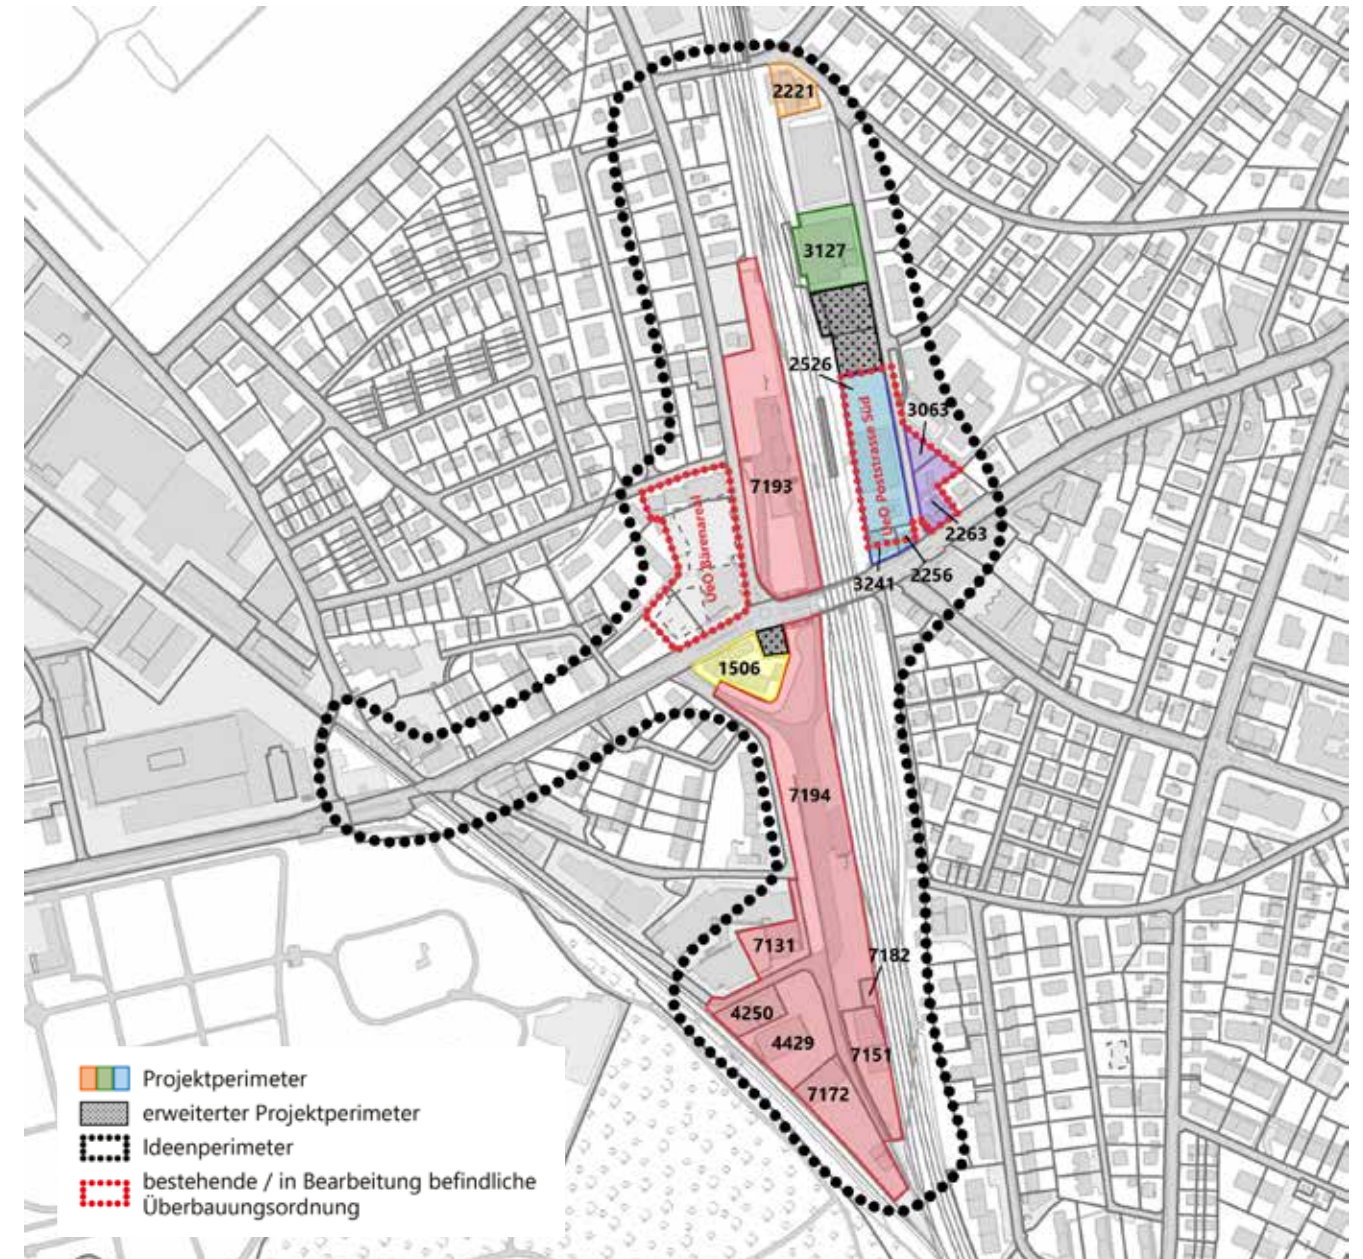 2221
3127
2526
3063
UeO Poststrasse Süd
7193
UeO Bärenareal
2263
2256
3241
1506
7194
7131
7182
4250
4429
7151
7172
Projektperimeter
erweiterter Projektperimeter
Ideenperimeter
bestehende / in Bearbeitung befindliche
Überbauungsordnung